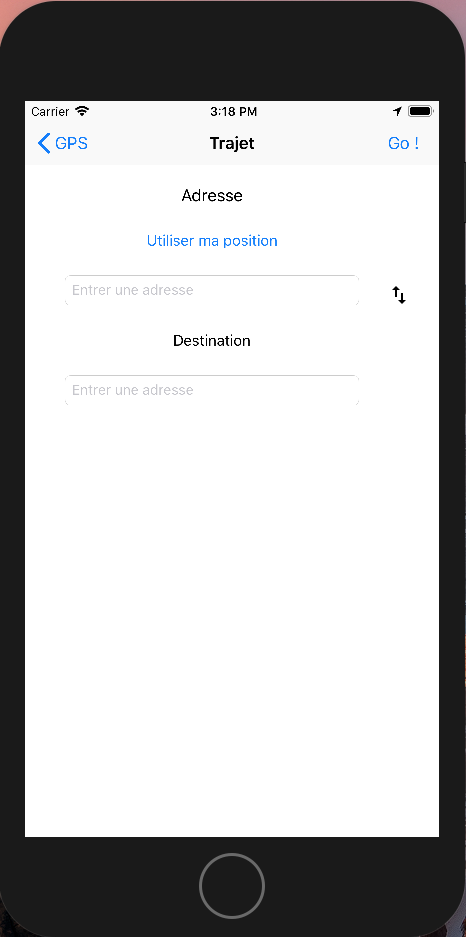 Carrier 3:18 PM
GPS Trajet Go !
Adresse
Utiliser ma position
Entrer une adresse
Destination
Entrer une adresse